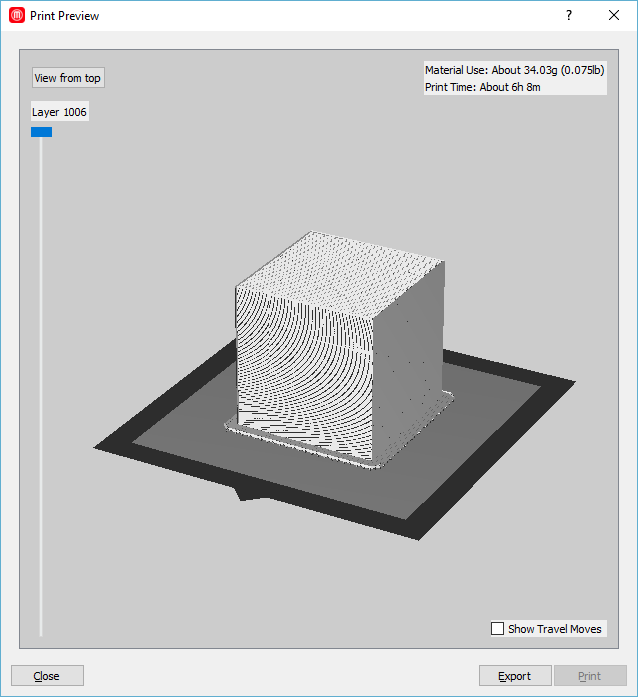 Print Preview
?
View from top
Material Use: About 34.03g (0.075lb)
Print Time: About 6h 8m
Layer 1006
Show Travel Moves
Close
Export
Print